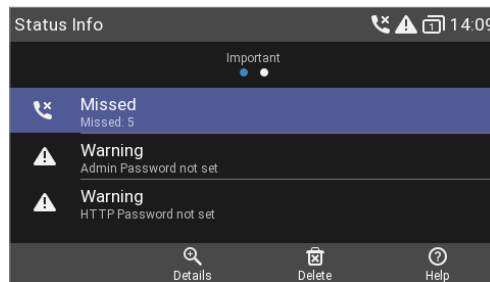 Status Info
1
14:09
Important
Missed
Missed: 5
Warning
Admin Password not set
Warning
HTTP Password not set
Details
Delete
Help